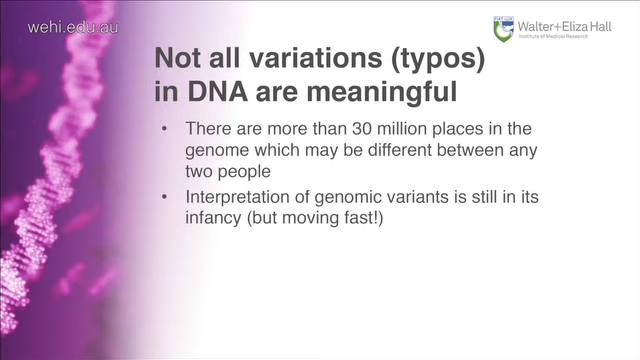 wehi.edu.au
Walter+Eliza Hall
Institute of Medical Research
Not all variations (typos)
in DNA are meaningful
• There are more than 30 million places in the
genome which may be different between any
two people
• Interpretation of genomic variants is still in its
infancy (but moving fast!)